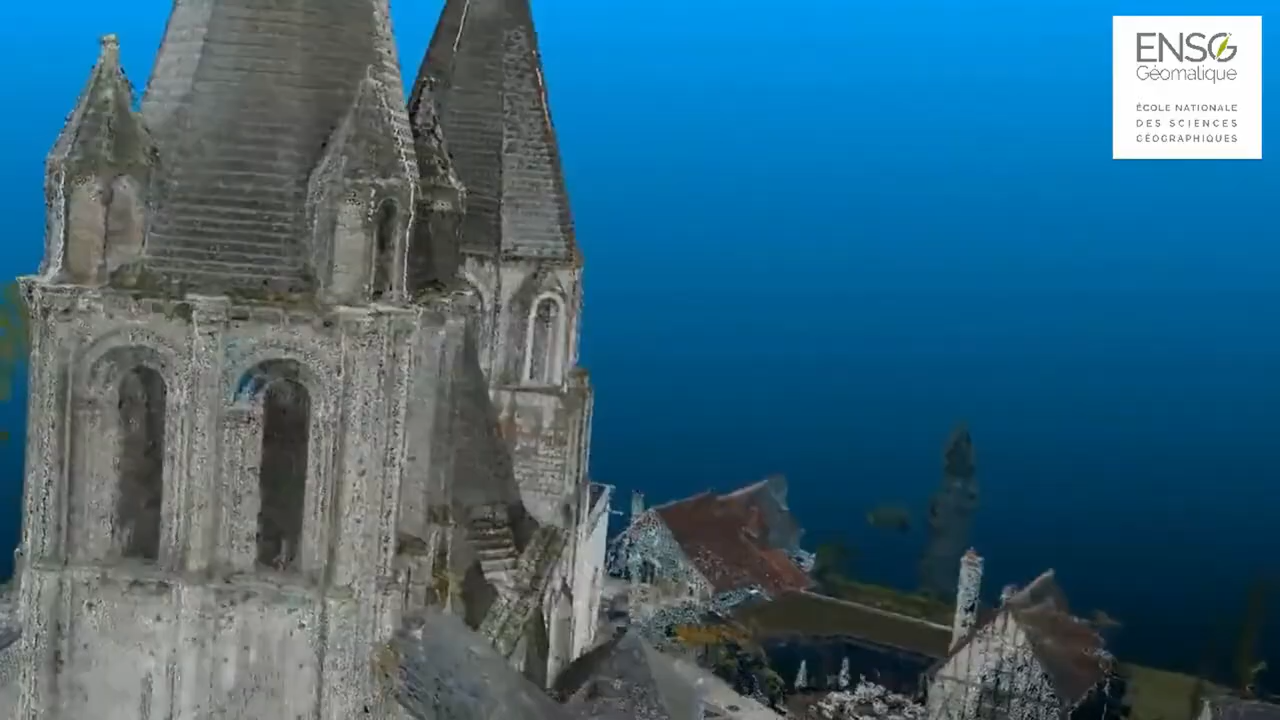 ENSG
Géomatique
ÉCOLE NATIONALE
DES SCIENCES
GÉOGRAPHIQUES